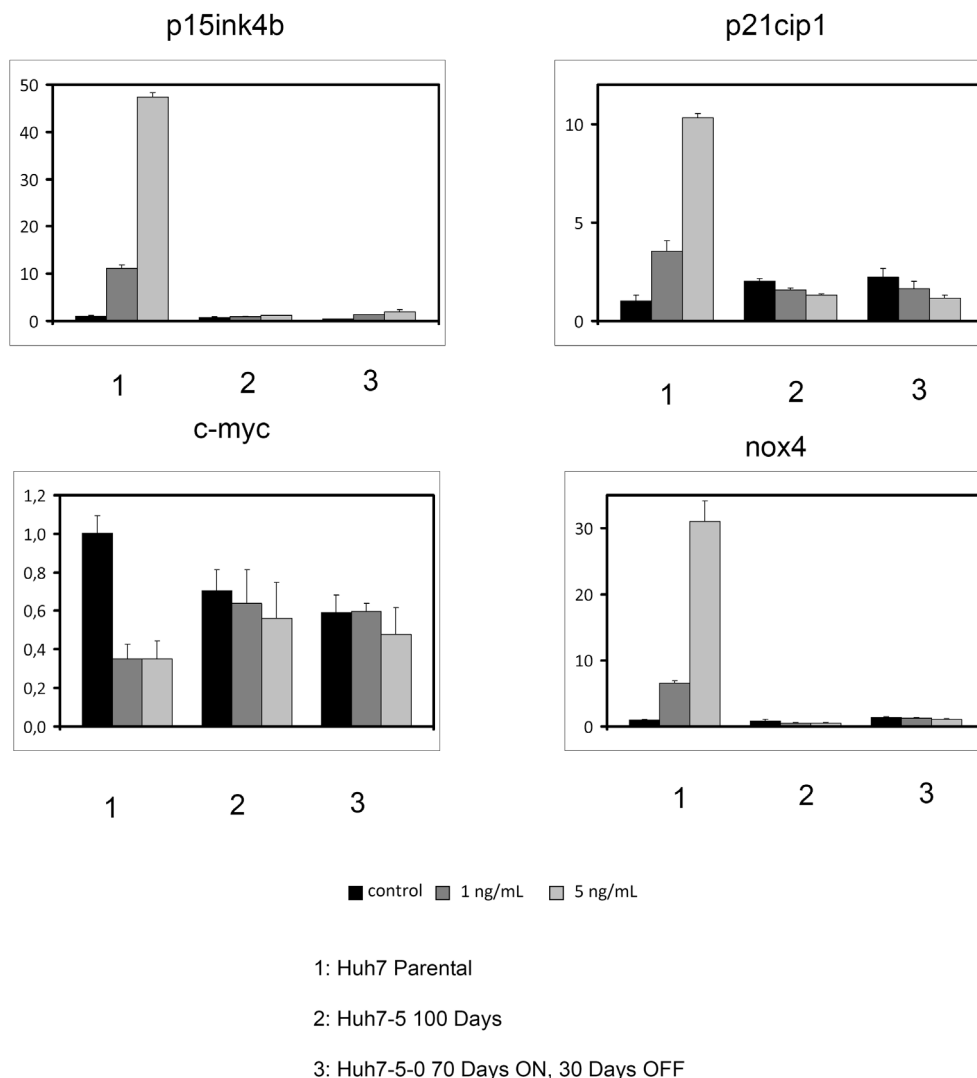 p15ink4b
p21cip1
50
40
30
20
10
0
10
5
0
1 2 3
1 2 3
c-myc
nox4
1,2
1,0
0,8
0,6
0,4
0,2
0,0
30
20
10
0
1 2 3
1 2 3
control 1 ng/mL 5 ng/mL
1: Huh7 Parental
2: Huh7-5 100 Days
3: Huh7-5-0 70 Days ON, 30 Days OFF